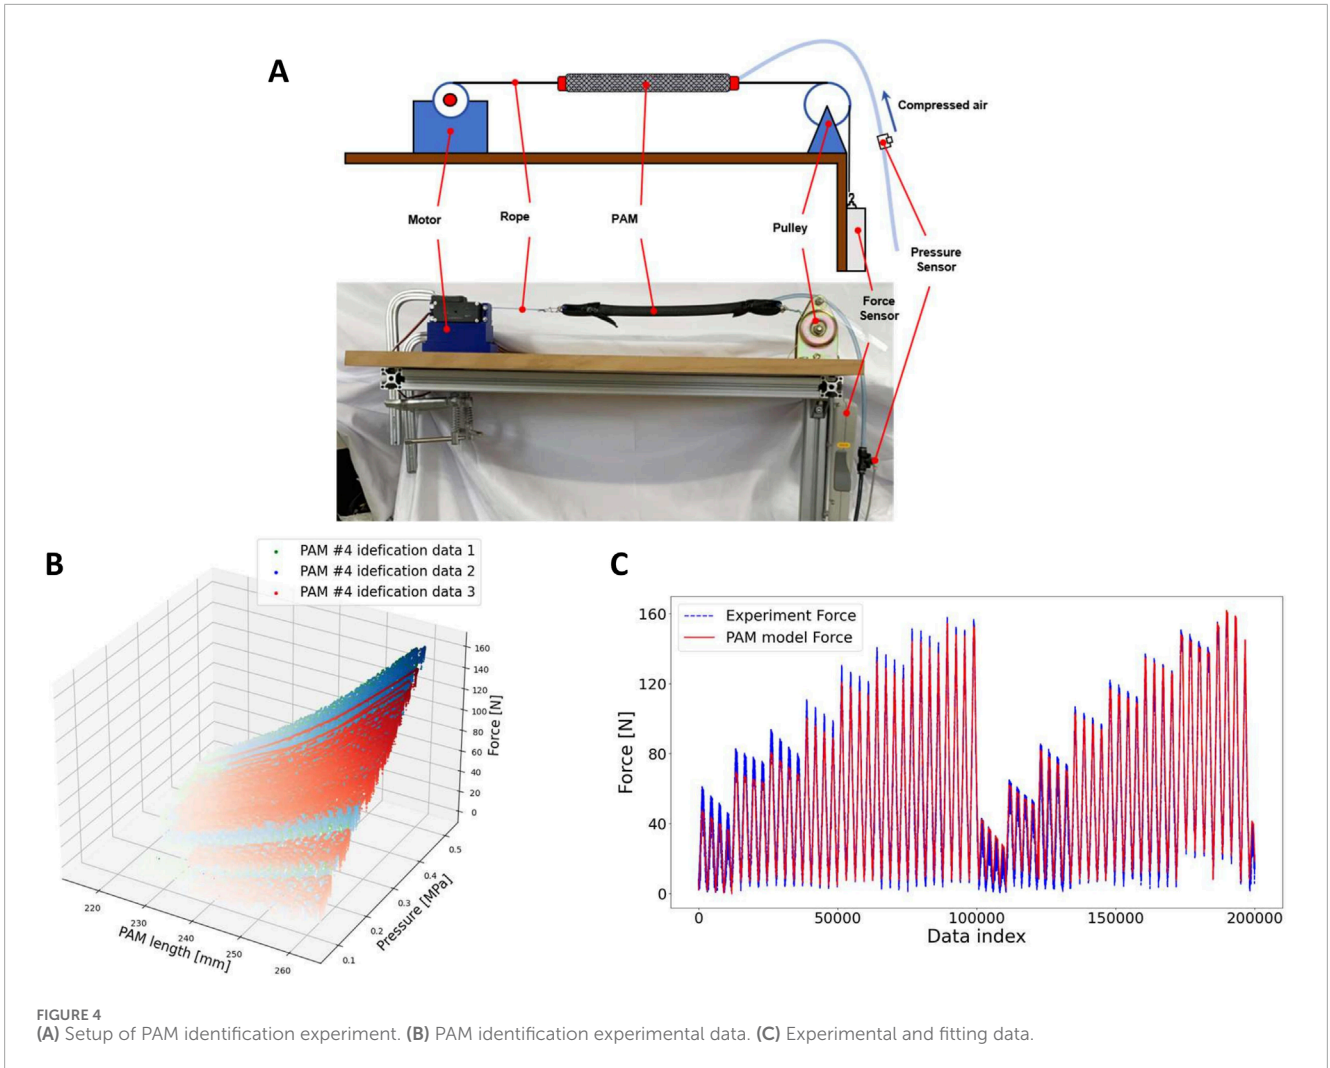 A
Compressed air
Motor
Rope
PAM
Pulley
Pressure
Sensor
Force
Sensor
B
PAM #4 idefication data 1
PAM #4 idefication data 2
PAM #4 idefication data 3
160
140
120
100
80
60
40
20
0
Force [N]
0.5
0.4
0.3
0.2
0.1
Pressure [MPa]
220
230
240
250
260
PAM length [mm]
C
Experiment Force
PAM model Force
160
120
80
40
0
Force [N]
0
50000
100000
150000
200000
Data index
FIGURE 4
(A) Setup of PAM identification experiment. (B) PAM identification experimental data. (C) Experimental and fitting data.